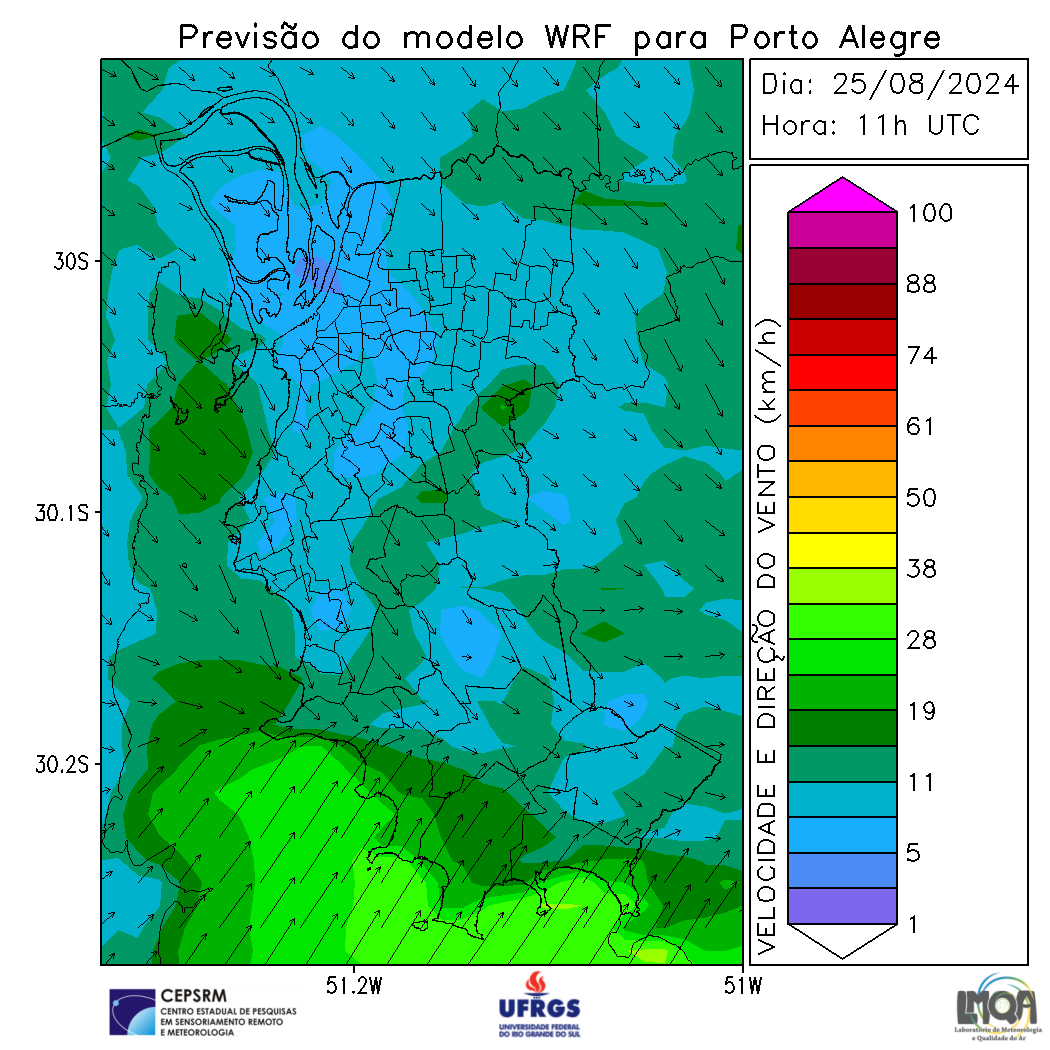 Previsão do modelo WRF para Porto Alegre
Dia: 25/08/2024
Hora: 11h UTC
30S
30.1S
30.2S
51.2W
51W
VELOCIDADE E DIREÇÃO DO VENTO (km/h)
100
88
74
61
50
38
28
19
11
5
1
CEPSRM
CENTRO ESTADUAL DE PESQUISAS
EM SENSORIAMENTO REMOTO
E METEOROLOGIA
UFRGS
UNIVERSIDADE FEDERAL
DO RIO GRANDE DO SUL
LMQA
Laboratório de Meteorologia
e Qualidade do Ar